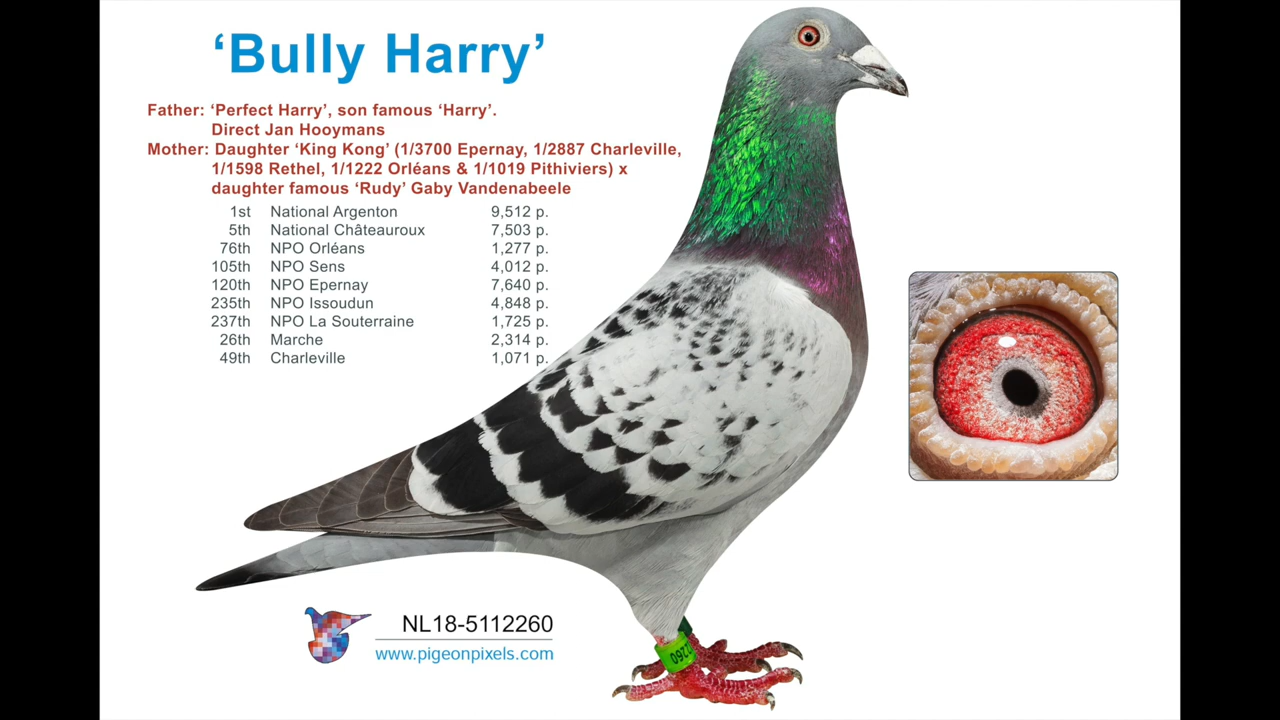 ‘Bully Harry’
Father: ‘Perfect Harry’, son famous ‘Harry’.
Direct Jan Hooymans
Mother: Daughter ‘King Kong’ (1/3700 Epernay, 1/2887 Charleville,
1/1598 Rethel, 1/1222 Orléans & 1/1019 Pithiviers) x
daughter famous ‘Rudy’ Gaby Vandenabeele
1st National Argenton 9,512 p.
5th National Châteauroux 7,503 p.
76th NPO Orléans 1,277 p.
105th NPO Sens 4,012 p.
120th NPO Epernay 7,640 p.
235th NPO Issoudun 4,848 p.
237th NPO La Souterraine 1,725 p.
26th Marche 2,314 p.
49th Charleville 1,071 p.
NL18-5112260
www.pigeonpixels.com